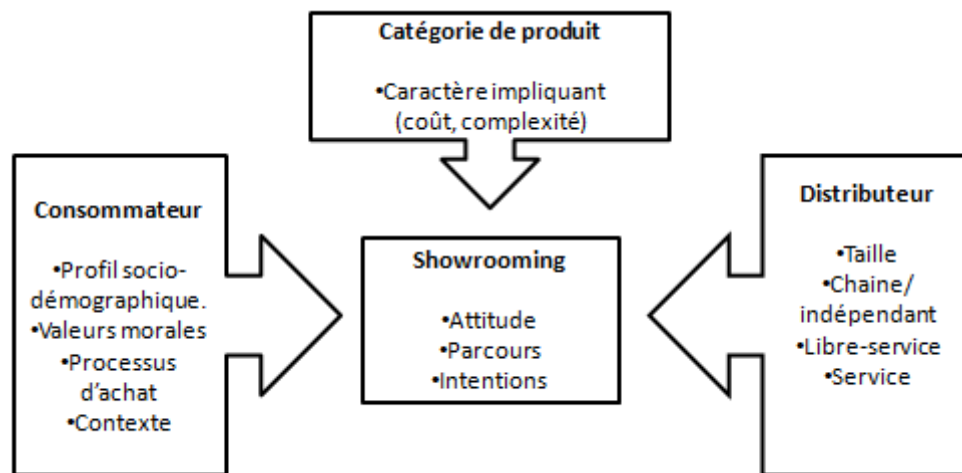 Catégorie de produit
•Caractère impliquant
(coût, complexité)
Consommateur
•Profil socio-
démographique.
•Valeurs morales
•Processus
d'achat
•Contexte
Showrooming
•Attitude
•Parcours
•Intentions
Distributeur
•Taille
•Chaine/
indépendant
•Libre-service
•Service